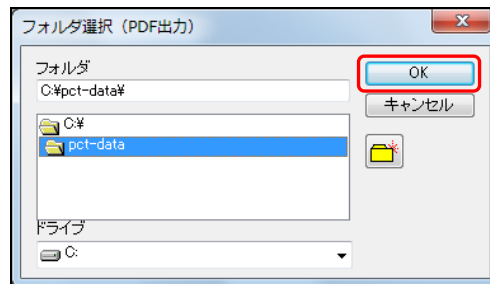 フォルダ選択（PDF出力）
フォルダ
C:¥pct-data¥
C:¥
pct-data
ドライブ
C:
OK
キャンセル